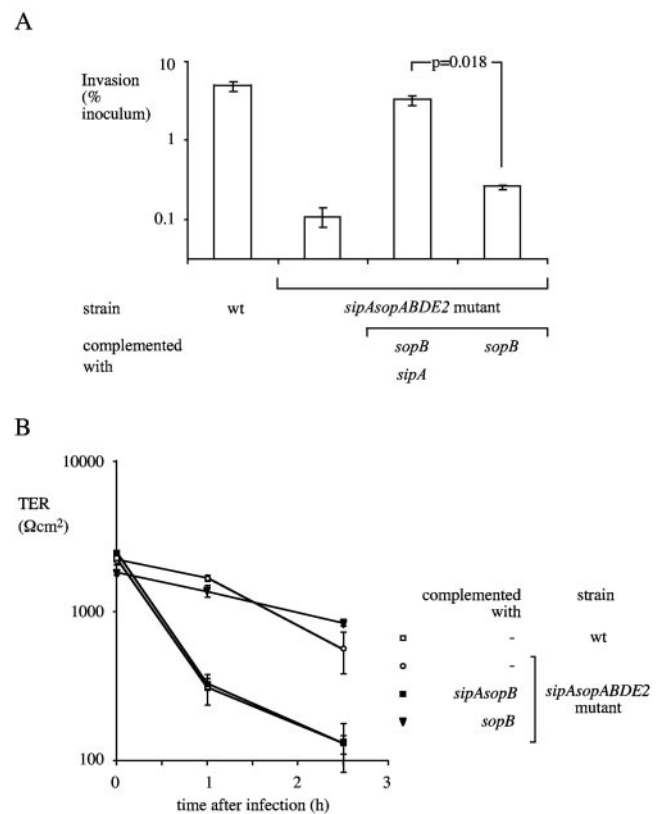 A
Invasion
(%
inoculum)
10
1
0.1
p=0.018
strain
wt
sipAsopABDE2 mutant
complemented
with
sopB
sopB
sipA
B
TER
(Ωcm²)
10000
1000
100
0
1
2
3
time after infection (h)
complemented
with
strain
-
wt
-
sipAsopB
sopB
sipAsopABDE2
mutant